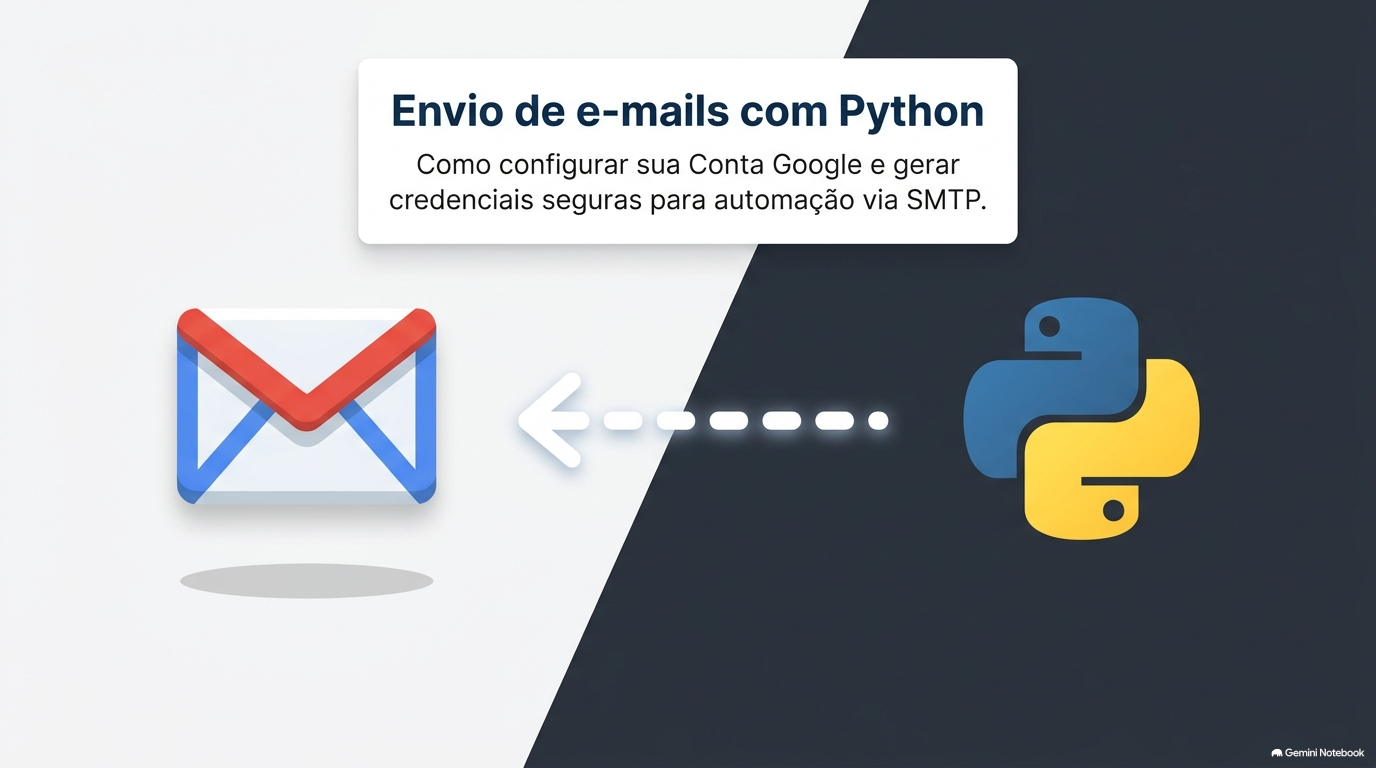 Envio de e-mails com Python
Como configurar sua Conta Google e gerar
credenciais seguras para automação via SMTP.
Gemini Notebook